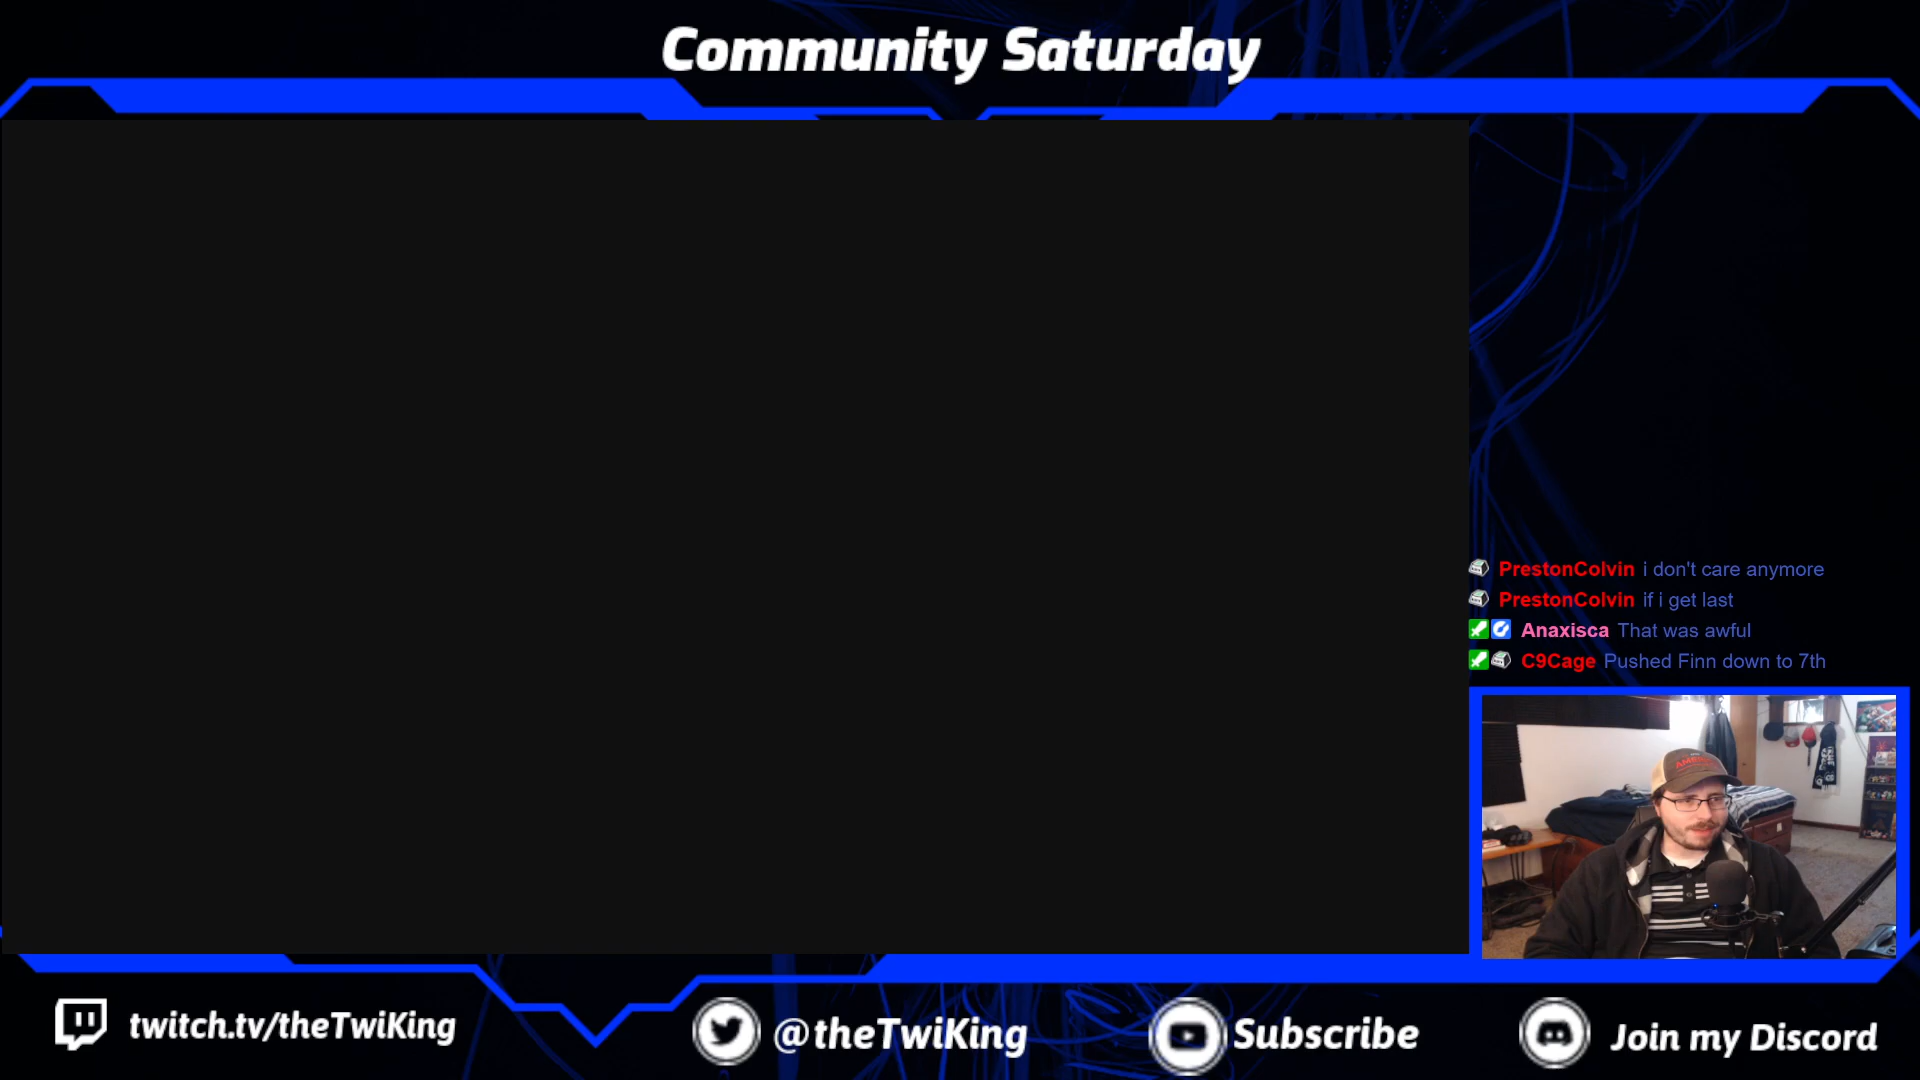 Community Saturday
PrestonColvin i don't care anymore
PrestonColvin if i get last
Anaxisca That was awful
C9Cage Pushed Finn down to 7th
twitch.tv/theTwiKing
@theTwiKing
Subscribe
Join my Discord